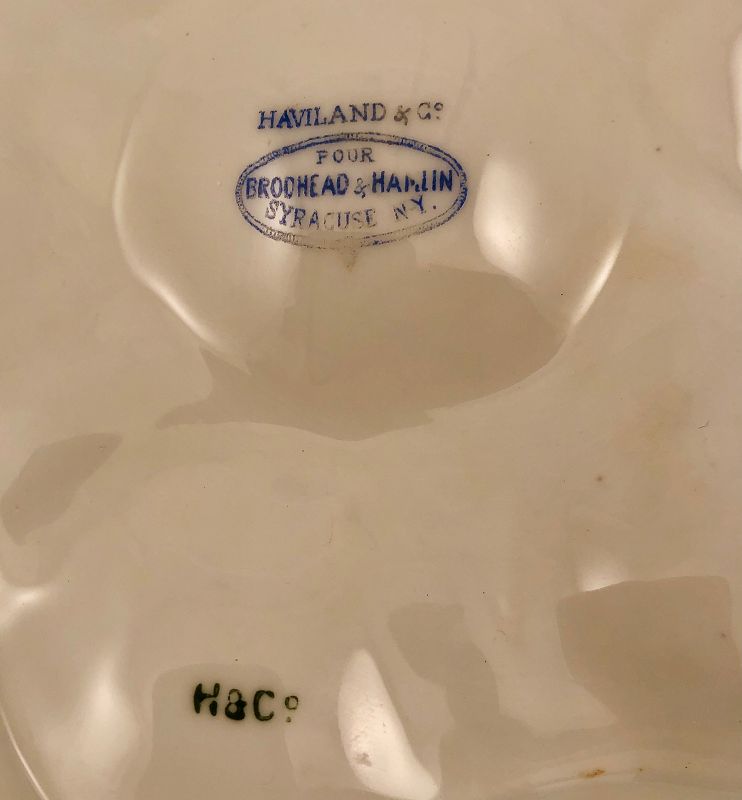 HAVILAND & Cº
POUR
BRODHEAD & HAMLIN
SYRACUSE N-Y.
H&Cº